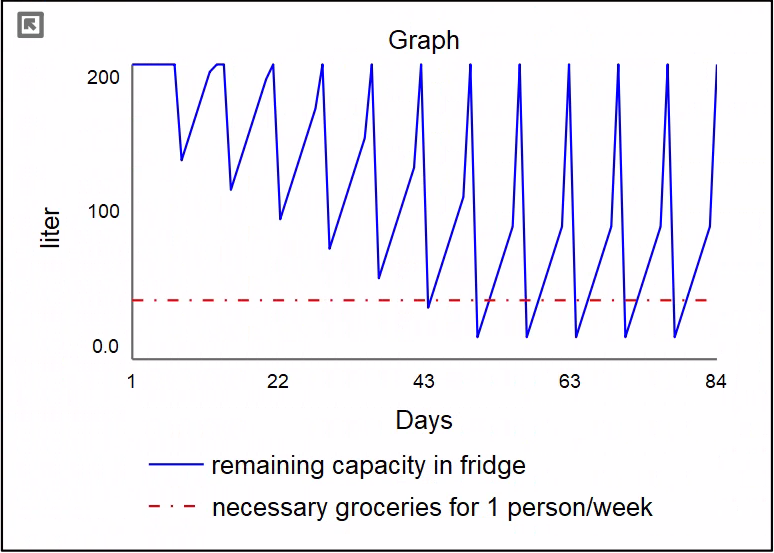 Graph
200
100
0.0
liter
1 22 43 63 84
Days
remaining capacity in fridge
necessary groceries for 1 person/week